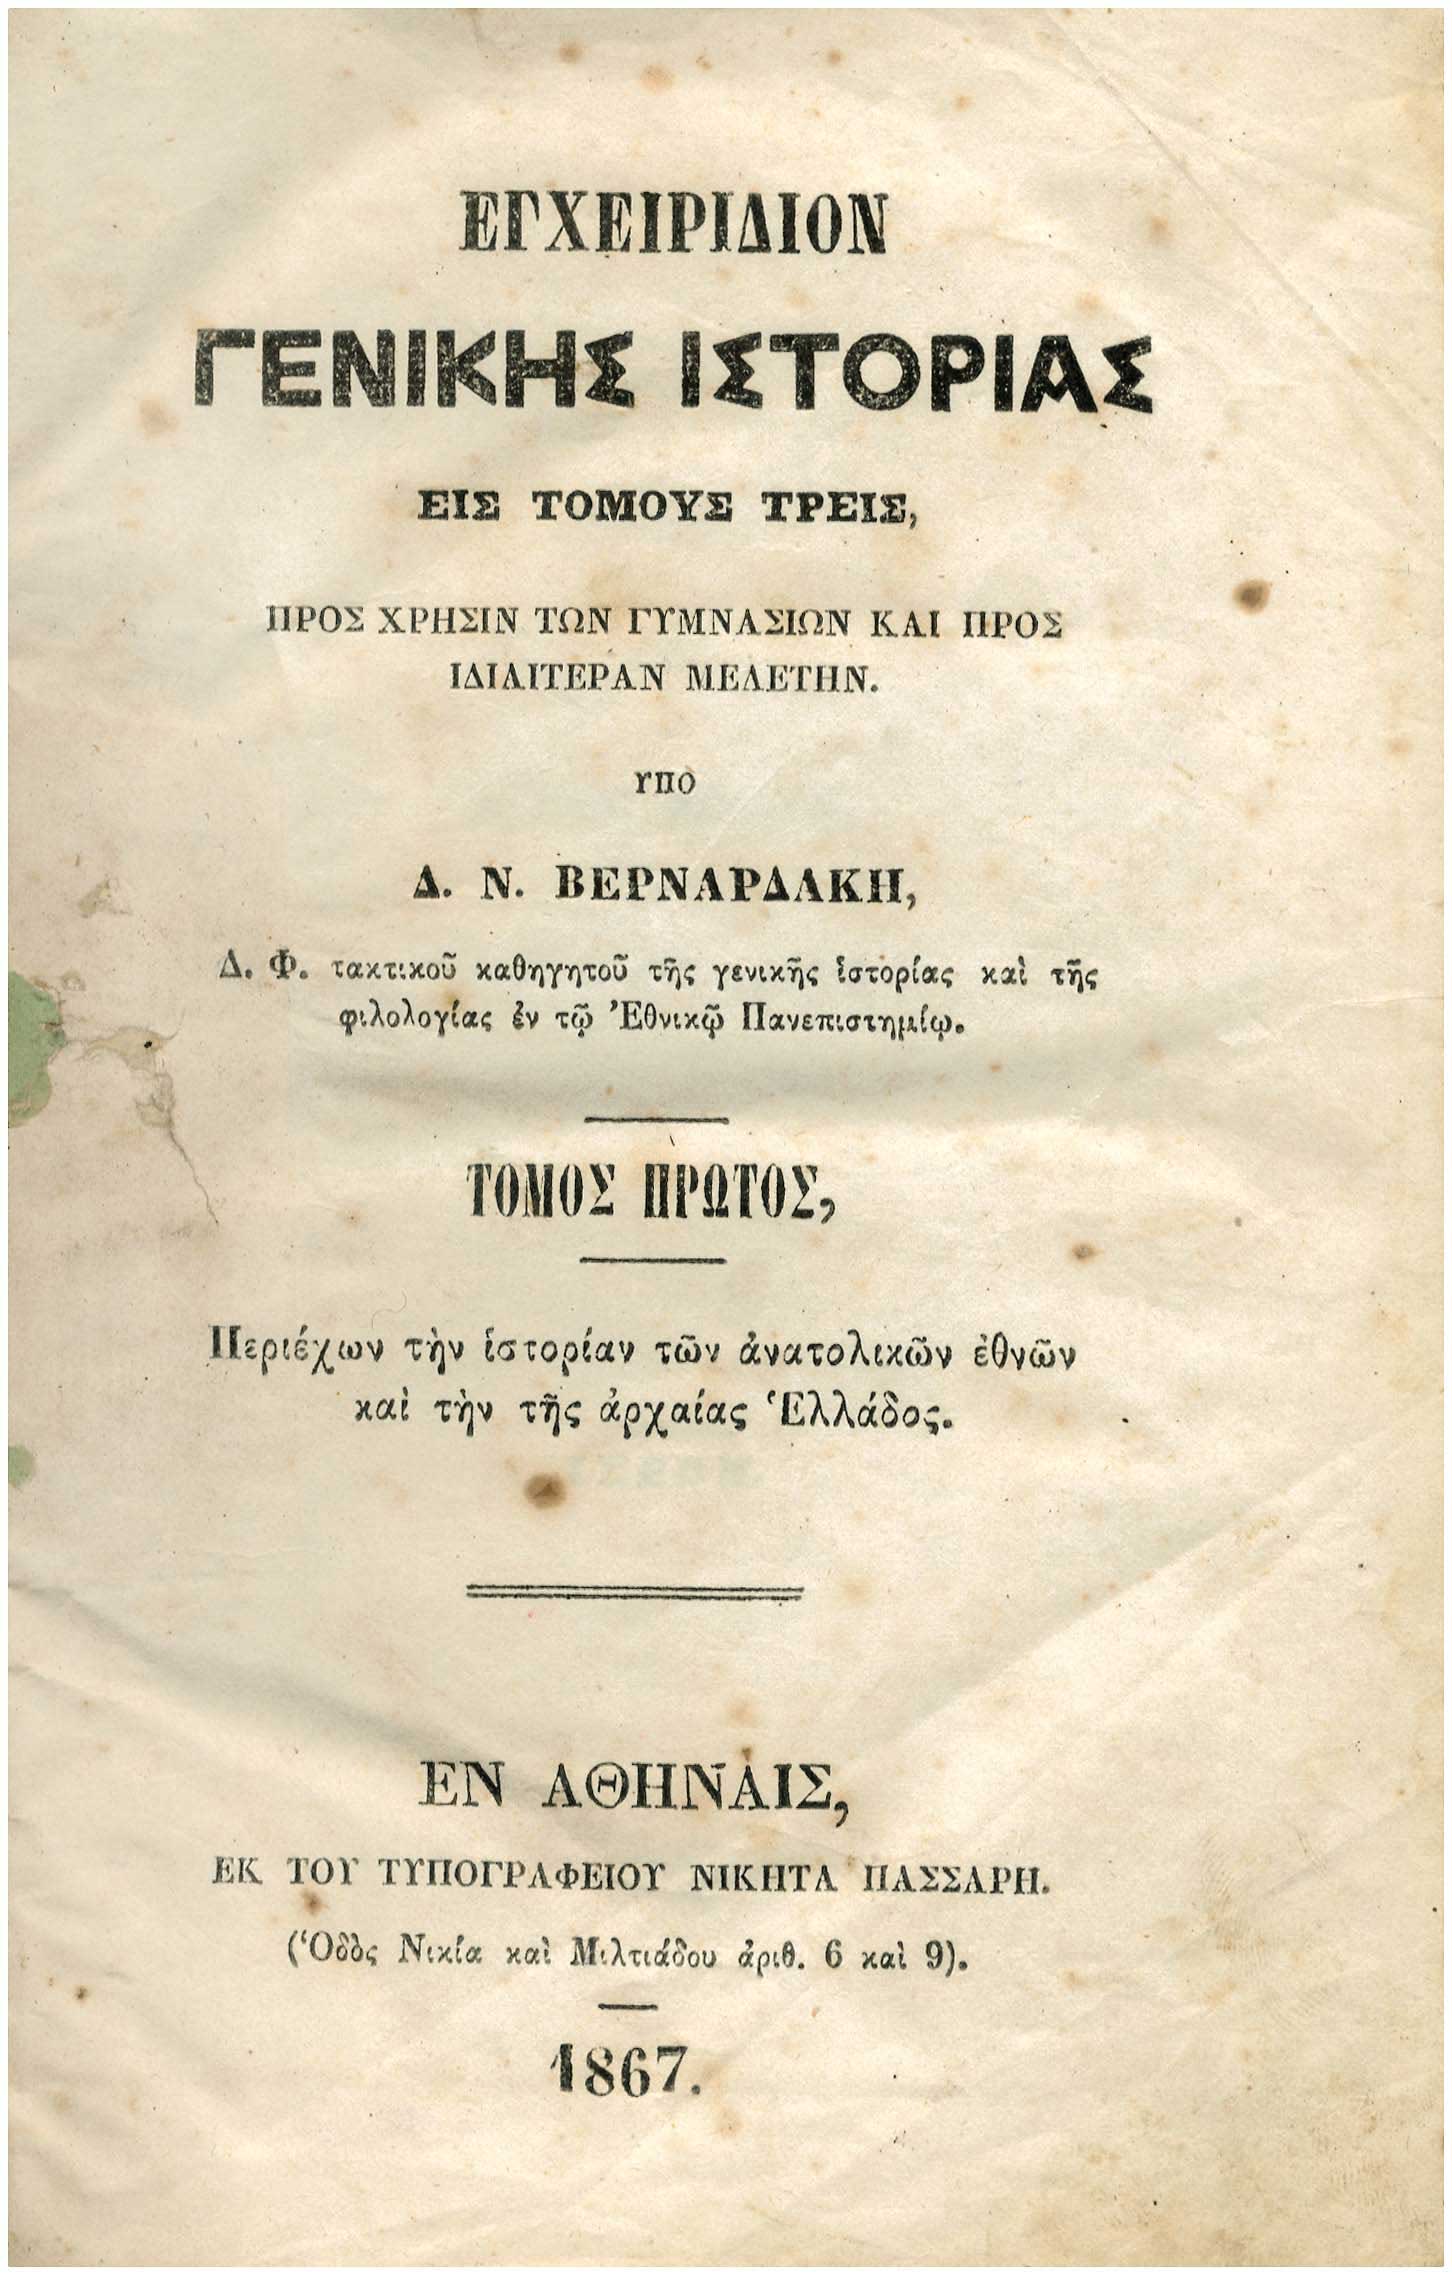 ΕΓΧΕΙΡΙΔΙΟΝ
ΓΕΝΙΚΗΣ ΙΣΤΟΡΙΑΣ
ΕΙΣ ΤΟΜΟΥΣ ΤΡΕΙΣ,
ΠΡΟΣ ΧΡΗΣΙΝ ΤΩΝ ΓΥΜΝΑΣΙΩΝ ΚΑΙ ΠΡΟΣ
ΙΔΙΑΙΤΕΡΑΝ ΜΕΛΕΤΗΝ.
ΥΠΟ
Δ. Ν. ΒΕΡΝΑΡΔΑΚΗ,
Δ. Φ. τακτικοῦ καθηγητοῦ τῆς γενικῆς ἱστορίας καὶ τῆς
φιλολογίας ἐν τῷ Ἐθνικῷ Πανεπιστημίῳ.
ΤΟΜΟΣ ΠΡΩΤΟΣ,
Περιέχων τὴν ἱστορίαν τῶν ἀνατολικῶν ἐθνῶν
καὶ τὴν τῆς ἀρχαίας Ἑλλάδος.
ΕΝ ΑΘΗΝΑΙΣ,
ΕΚ ΤΟΥ ΤΥΠΟΓΡΑΦΕΙΟΥ ΝΙΚΗΤΑ ΠΑΣΣΑΡΗ.
(Ὁδὸς Νικία καὶ Μιλτιάδου ἀριθ. 6 καὶ 9).
1867.